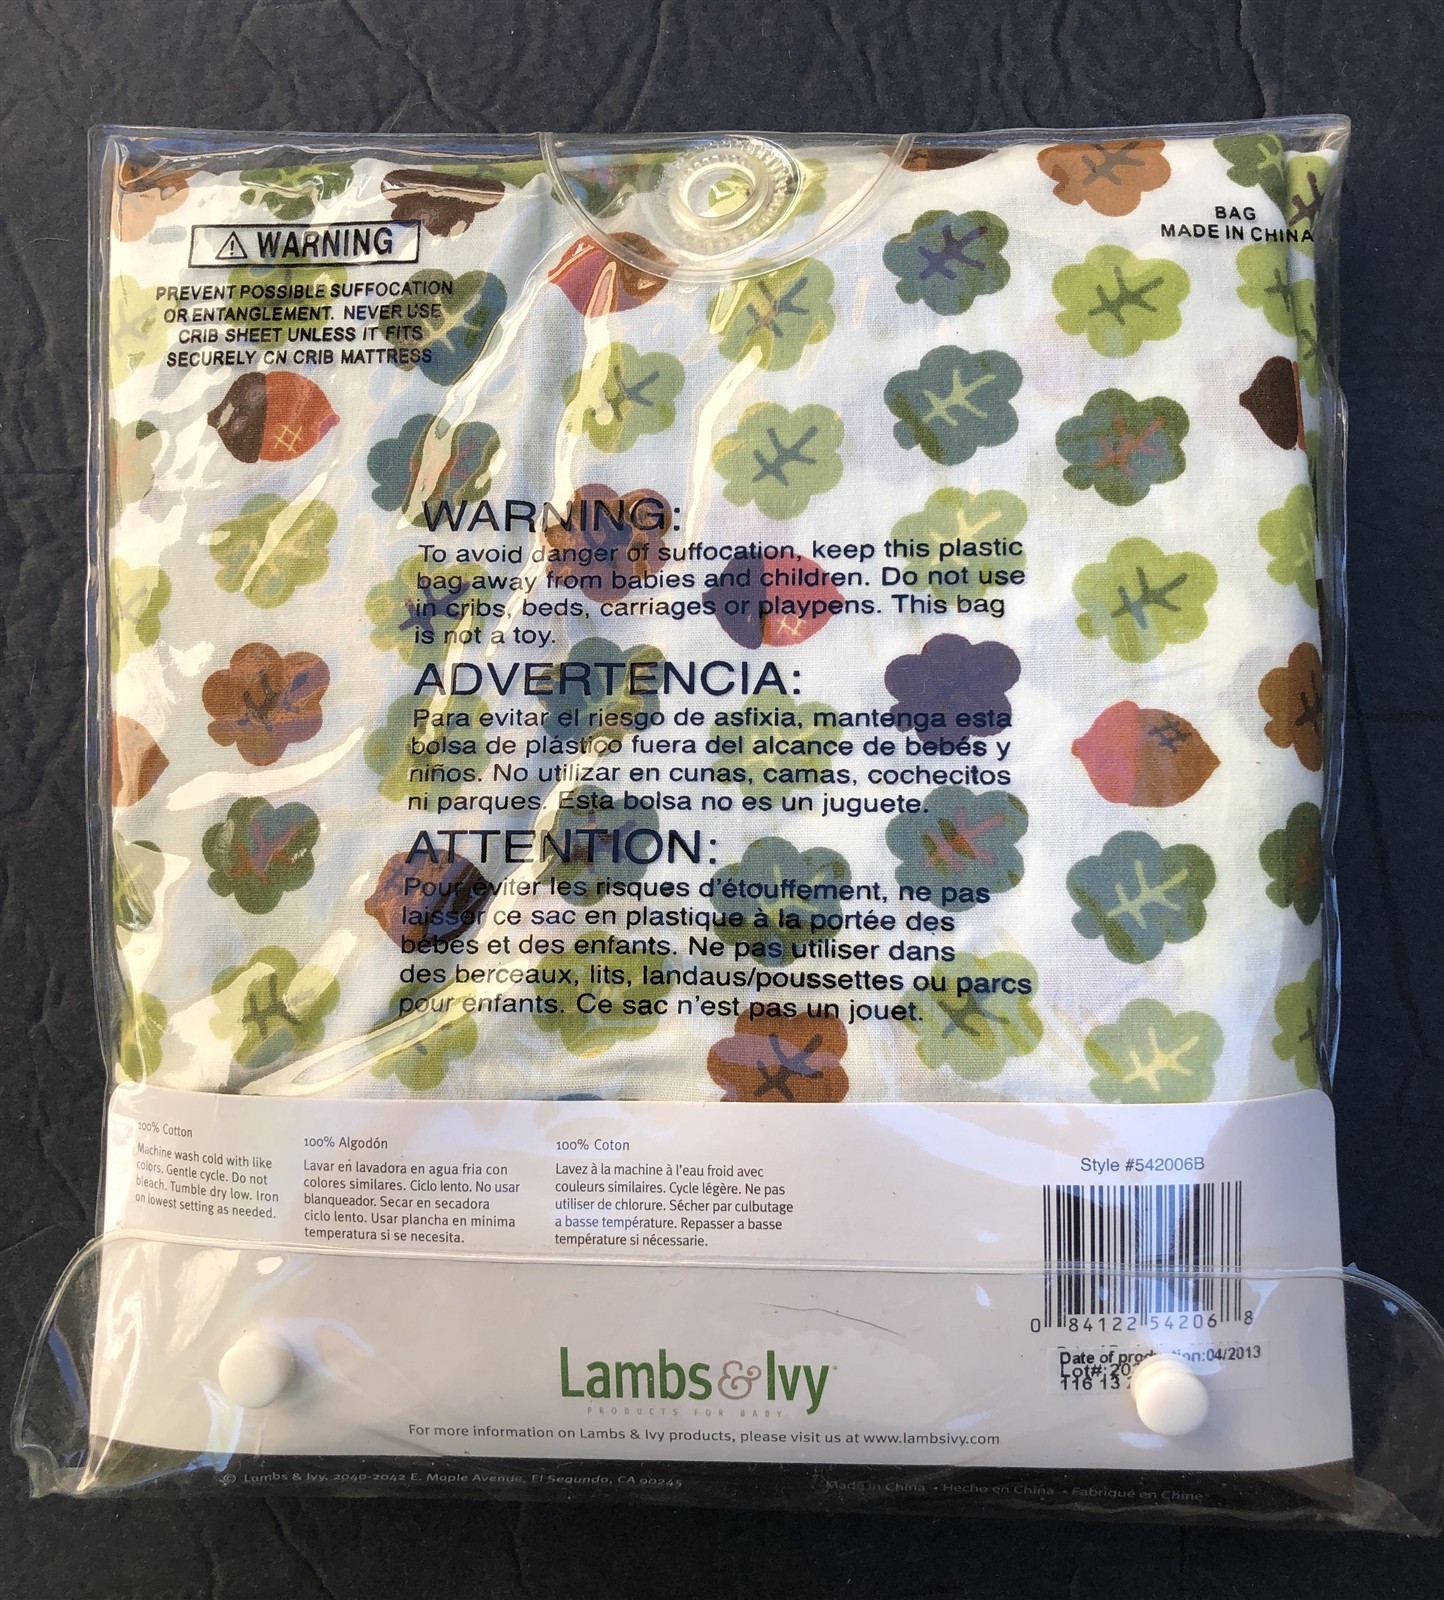 ⚠ WARNING
PREVENT POSSIBLE SUFFOCATION
OR ENTANGLEMENT. NEVER USE
CRIB SHEET UNLESS IT FITS
SECURELY ON CRIB MATTRESS
BAG
MADE IN CHINA
WARNING:
To avoid danger of suffocation, keep this plastic
bag away from babies and children. Do not use
in cribs, beds, carriages or playpens. This bag
is not a toy.
ADVERTENCIA:
Para evitar el riesgo de asfixia, mantenga esta
bolsa de plástico fuera del alcance de bebés y
niños. No utilizar en cunas, camas, cochecitos
ni parques. Esta bolsa no es un juguete.
ATTENTION:
Pour éviter les risques d'étouffement, ne pas
laisser ce sac en plastique à la portée des
bébés et des enfants. Ne pas utiliser dans
des berceaux, lits, landaus/poussettes ou parcs
pour enfants. Ce sac n'est pas un jouet.
100% Cotton
Machine wash cold with like
colors. Gentle cycle. Do not
bleach. Tumble dry low. Iron
on lowest setting as needed.
100% Algodón
Lavar en lavadora en agua fria con
colores similares. Ciclo lento. No usar
blanqueador. Secar en secadora
ciclo lento. Usar plancha en minima
temperatura si se necesita.
100% Coton
Lavez à la machine à l'eau froid avec
couleurs similaires. Cycle légère. Ne pas
utiliser de chlorure. Sécher par culbutage
a basse température. Repasser a basse
température si nécessarie.
Style #542006B
0 84122 54206 8
Date of :04/2013
Lot#:
116 13
Lambs & Ivy
PRODUCTS FOR BABY
For more information on Lambs & Ivy products, please visit us at www.lambsivy.com
© Lambs & Ivy. 2040-2042 E. Maple Avenue, El Segundo, CA 90245
Made in China • Hecho en China • Fabriqué en Chine